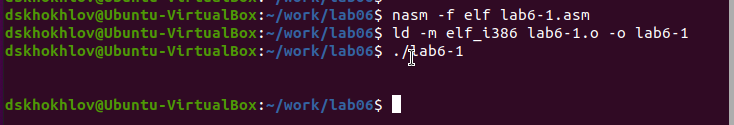 dskhokhlov@Ubuntu-VirtualBox:~/work/lab06$ nasm -f elf lab6-1.asm
dskhokhlov@Ubuntu-VirtualBox:~/work/lab06$ ld -m elf_i386 lab6-1.o -o lab6-1
dskhokhlov@Ubuntu-VirtualBox:~/work/lab06$ ./lab6-1
dskhokhlov@Ubuntu-VirtualBox:~/work/lab06$